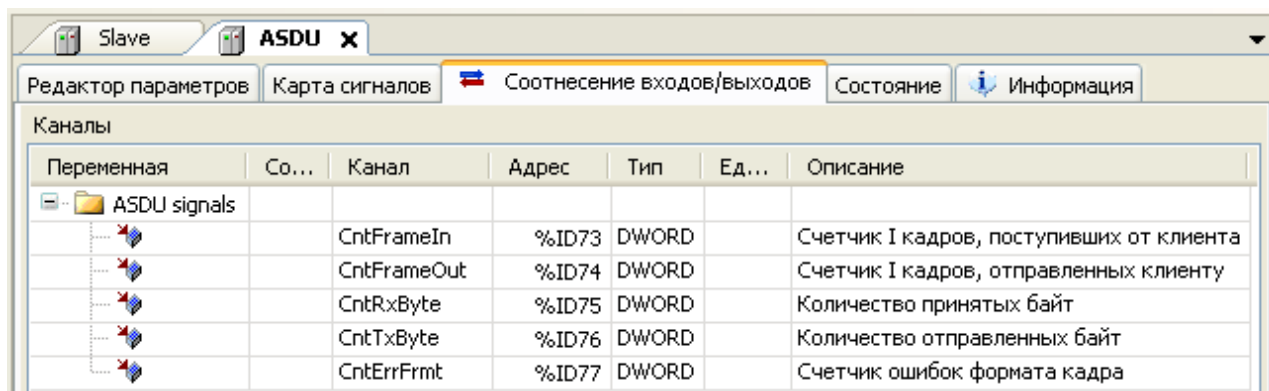 Slave ASDU
Редактор параметров Карта сигналов Соотнесение входов/выходов Состояние Информация
Каналы
Переменная Со... Канал Адрес Тип Ед... Описание
ASDU signals
CntFrameIn %ID73 DWORD Счетчик I кадров, поступивших от клиента
CntFrameOut %ID74 DWORD Счетчик I кадров, отправленных клиенту
CntRxByte %ID75 DWORD Количество принятых байт
CntTxByte %ID76 DWORD Количество отправленных байт
CntErrFrmt %ID77 DWORD Счетчик ошибок формата кадра